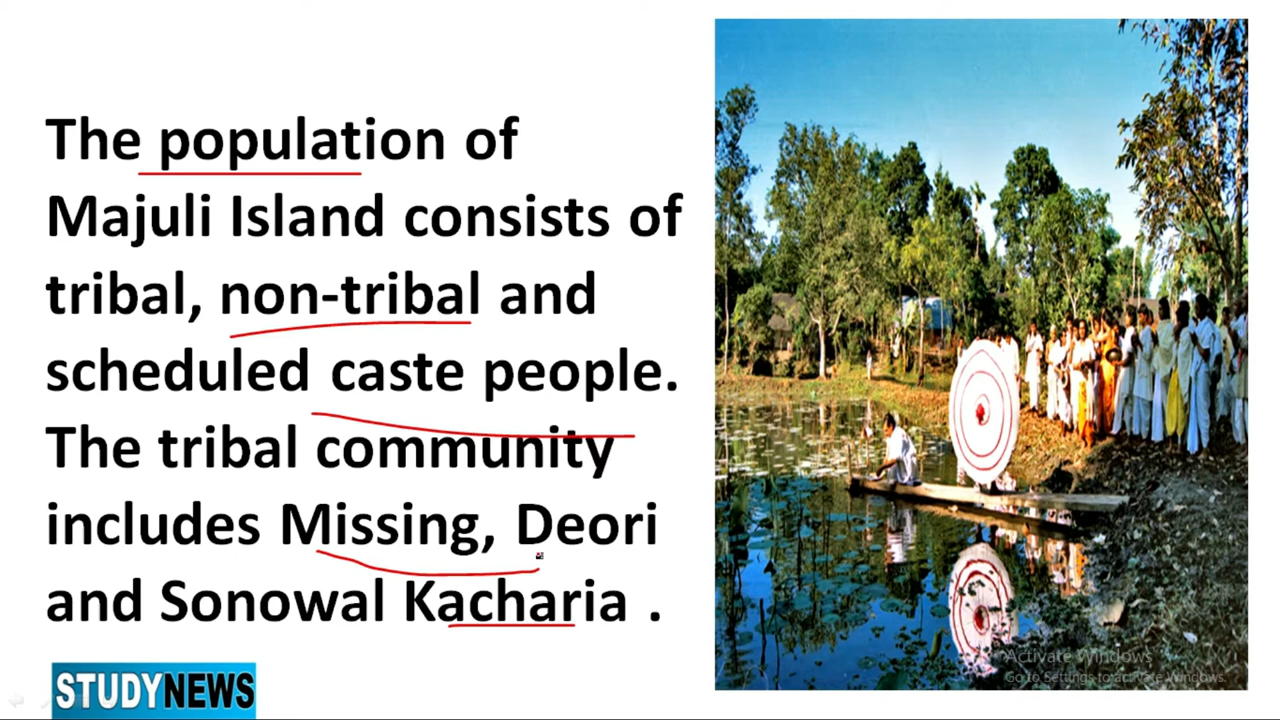 The population of
Majuli Island consists of
tribal, non-tribal and
scheduled caste people.
The tribal community
includes Missing, Deori
and Sonowal Kacharia .
STUDYNEWS
Activate Windows
Go to Settings to activate Windows.